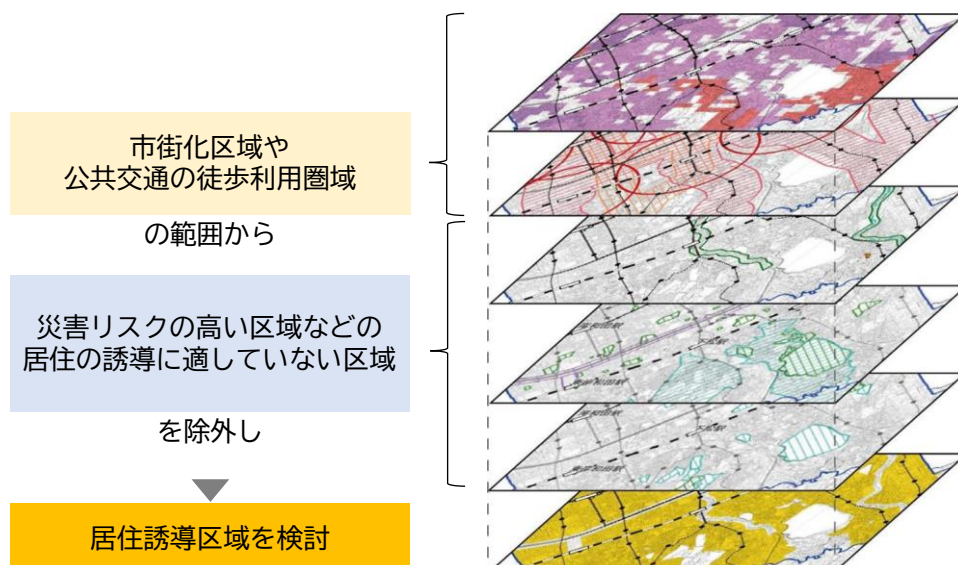 市街化区域や
公共交通の徒歩利用圏域
の範囲から
災害リスクの高い区域などの
居住の誘導に適していない区域
を除外し
居住誘導区域を検討